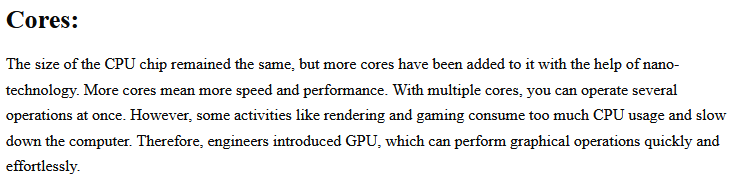 Cores:
The size of the CPU chip remained the same, but more cores have been added to it with the help of nano-
technology. More cores mean more speed and performance. With multiple cores, you can operate several
operations at once. However, some activities like rendering and gaming consume too much CPU usage and slow
down the computer. Therefore, engineers introduced GPU, which can perform graphical operations quickly and
effortlessly.